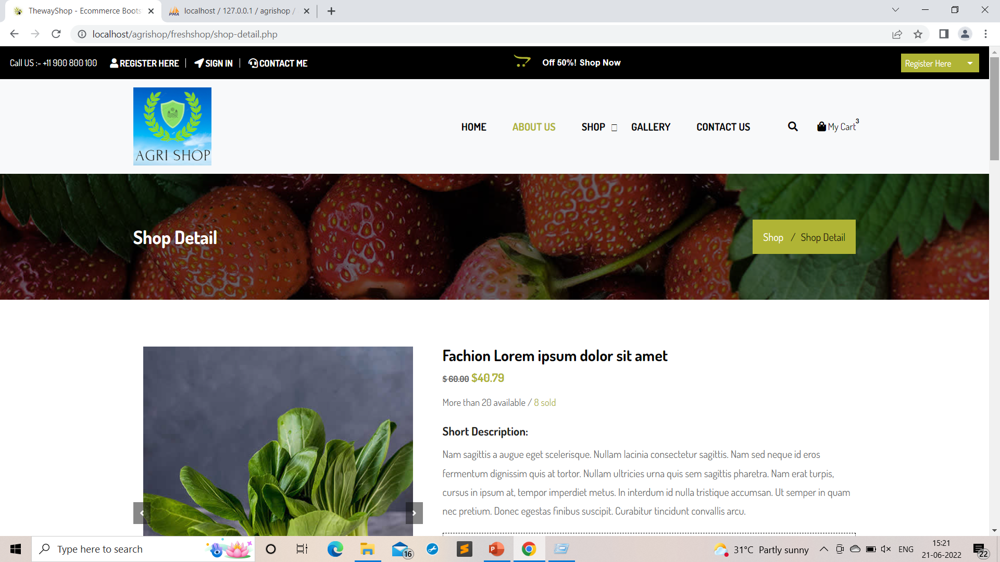 ThewayShop - Ecommerce Boots
localhost / 127.0.0.1 / agrishop /
localhost/agrishop/freshshop/shop-detail.php
Call US :- +11 900 800 100 REGISTER HERE SIGN IN CONTACT ME
Off 50%! Shop Now
Register Here
AGRI SHOP
HOME ABOUT US SHOP GALLERY CONTACT US My Cart 3
Shop Detail
Shop / Shop Detail
Fachion Lorem ipsum dolor sit amet
$ 60.00 $40.79
More than 20 available / 8 sold
Short Description:
Nam sagittis a augue eget scelerisque. Nullam lacinia consectetur sagittis. Nam sed neque id eros
fermentum dignissim quis at tortor. Nullam ultricies urna quis sem sagittis pharetra. Nam erat turpis,
cursus in ipsum at, tempor imperdiet metus. In interdum id nulla tristique accumsan. Ut semper in quam
nec pretium. Donec egestas finibus suscipit. Curabitur tincidunt convallis arcu.
Type here to search
16
31°C Partly sunny
ENG
15:21
21-06-2022
22